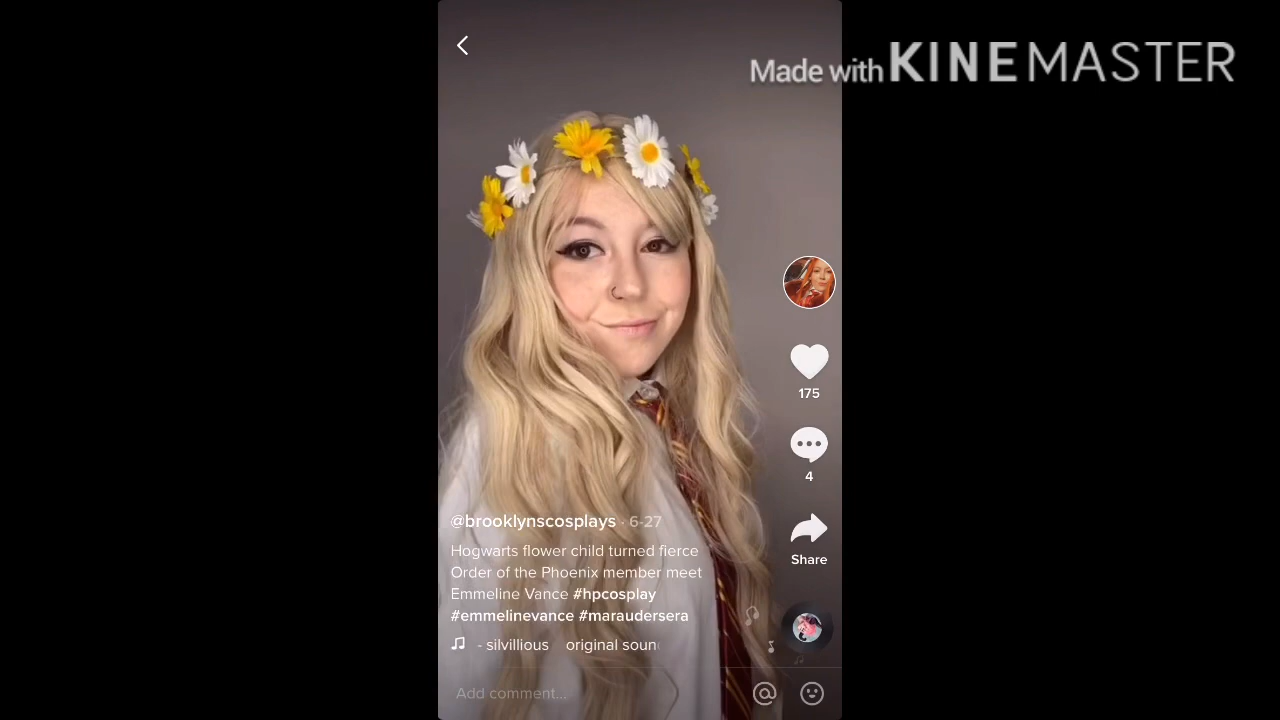 Made with KINEMASTER
175
4
@brooklynscosplays · 6-27
Share
Hogwarts flower child turned fierce
Order of the Phoenix member meet
Emmeline Vance #hpcosplay
#emmelinevance #maraudersera
- silvillious original soun
Add comment...